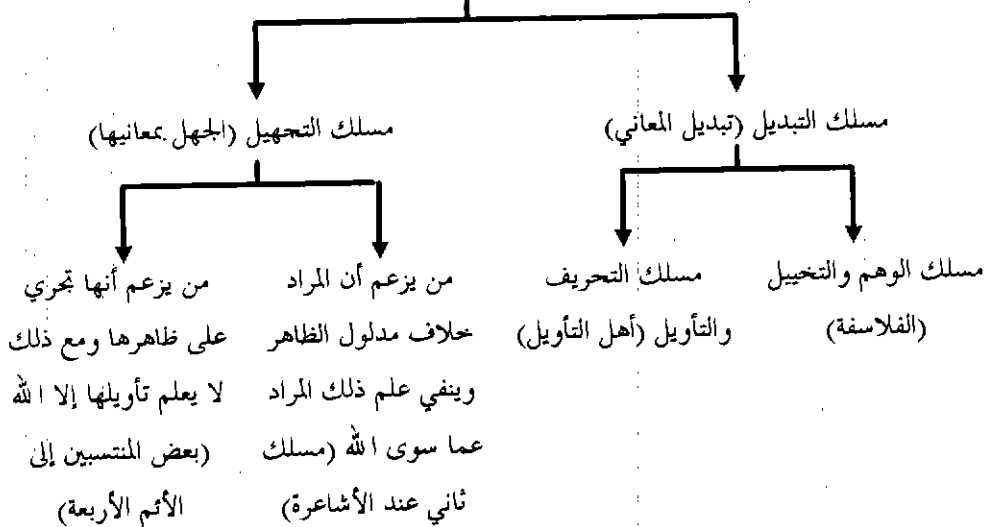 مسلك التبديل (تبديل المعاني)
مسلك التجهيل (الجهل بمعانيها)
مسلك الوهم والتخييل
(الفلاسفة)
مسلك التحريف
والتأويل (أهل التأويل)
من يزعم أن المراد
خلاف مدلول الظاهر
وينفي علم ذلك المراد
عما سوى الله (مسلك
ثاني عند الأشاعرة)
من يزعم أنها تجري
على ظاهرها ومع ذلك
لا يعلم تأويلها إلا الله
(بعض المنتسبين إلى
الأئم الأربعة)